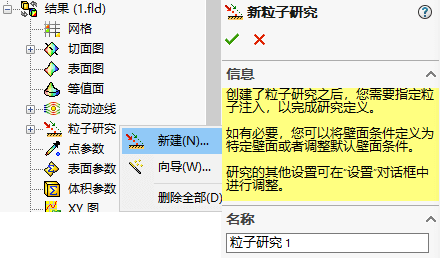 结果 (1.fld)
网格
切面图
表面图
等值面
流动迹线
粒子研究
点参数
表面参数
体积参数
XY 图
新建(N)...
向导(W)...
删除全部(D)
新粒子研究
信息
创建了粒子研究之后，您需要指定粒
子注入，以完成研究定义。
如有必要，您可以将壁面条件定义为
特定壁面或者调整默认壁面条件。
研究的其他设置可在“设置”对话框中
进行调整。
名称
粒子研究 1